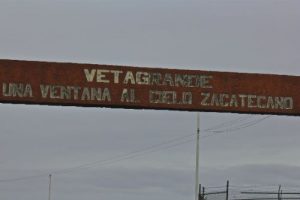 VETAGRANDE
UNA VENTANA AL CIELO ZACATECANO